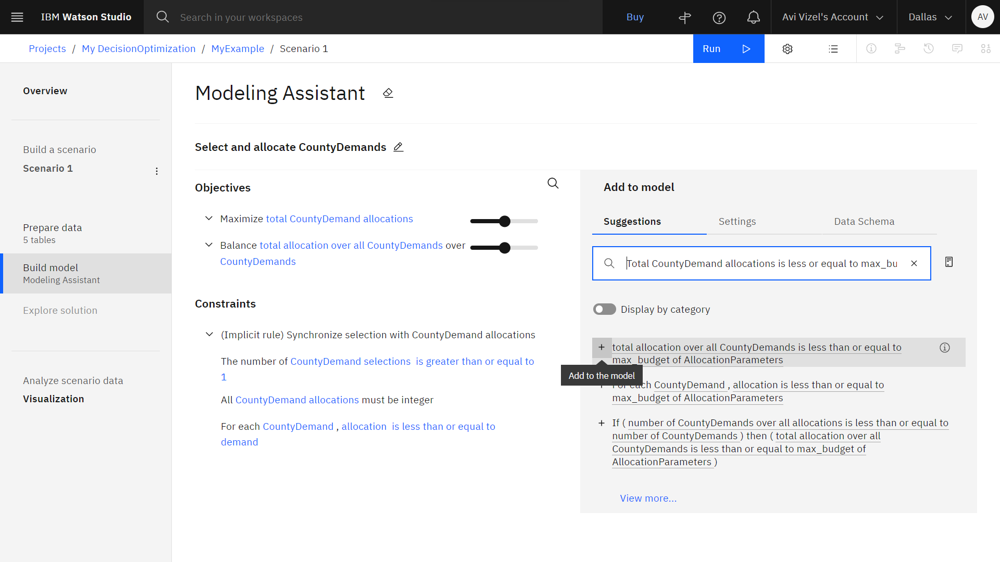 IBM Watson Studio
Search in your workspaces
Buy
Avi Vizel's Account
Dallas
AV
Projects / My DecisionOptimization / MyExample / Scenario 1
Run
Overview
Build a scenario
Scenario 1
Prepare data
5 tables
Build model
Modeling Assistant
Explore solution
Analyze scenario data
Visualization
Modeling Assistant
Select and allocate CountyDemands
Objectives
Maximize total CountyDemand allocations
Balance total allocation over all CountyDemands over
CountyDemands
Constraints
(Implicit rule) Synchronize selection with CountyDemand allocations
The number of CountyDemand selections is greater than or equal to
1
All CountyDemand allocations must be integer
For each CountyDemand , allocation is less than or equal to
demand
Add to model
Suggestions
Settings
Data Schema
Total CountyDemand allocations is less or equal to max_bu
Display by category
total allocation over all CountyDemands is less than or equal to
max_budget of AllocationParameters
Add to the model
For each CountyDemand , allocation is less than or equal to
max_budget of AllocationParameters
If ( number of CountyDemands over all allocations is less than or equal to
number of CountyDemands ) then ( total allocation over all
CountyDemands is less than or equal to max_budget of
AllocationParameters )
View more...